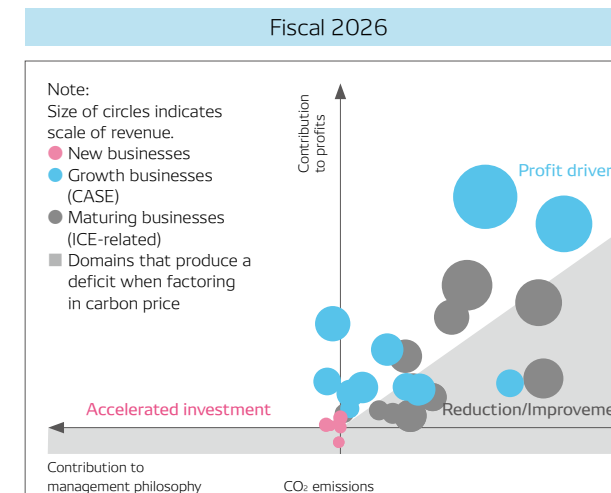 Fiscal 2026
Note:
Size of circles indicates
scale of revenue.
New businesses
Growth businesses
(CASE)
Maturing businesses
(ICE-related)
Domains that produce a
deficit when factoring
in carbon price
Contribution
to profits
Profit driver
Accelerated investment
Reduction/Improveme
Contribution to
management philosophy
CO₂ emissions